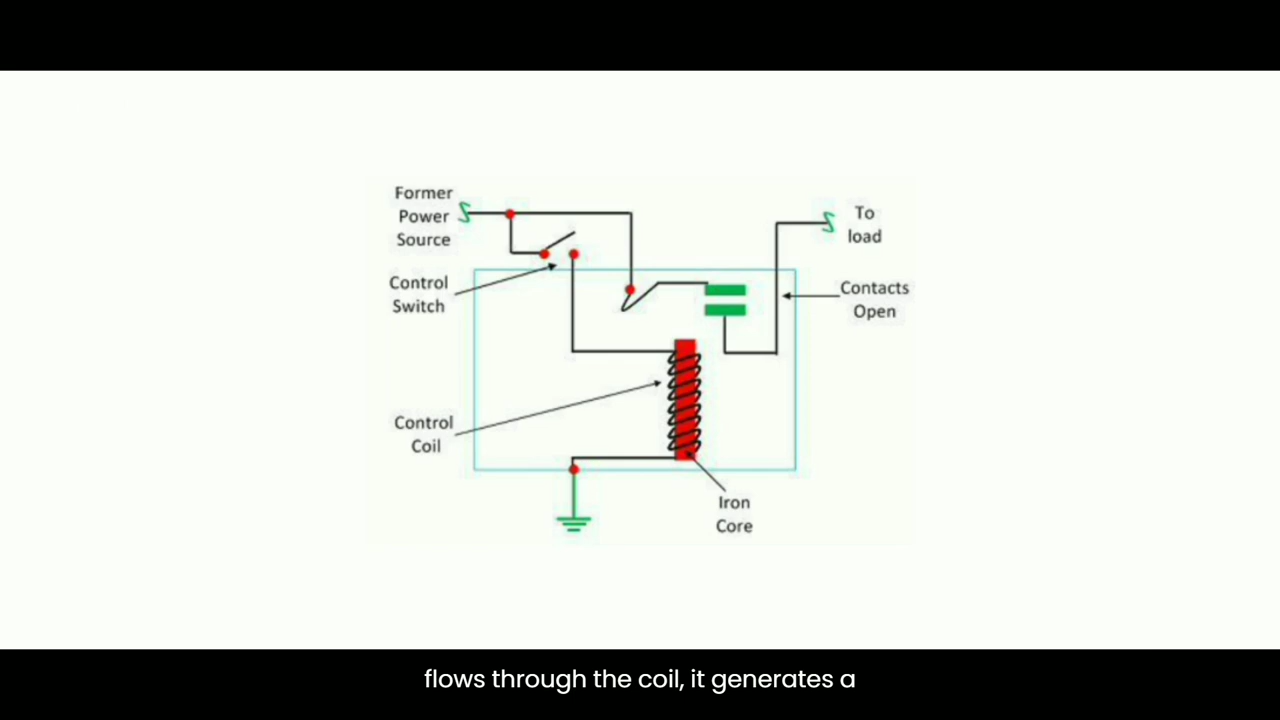 Former
Power
Source
To
load
Control
Switch
Contacts
Open
Control
Coil
Iron
Core
flows through the coil, it generates a